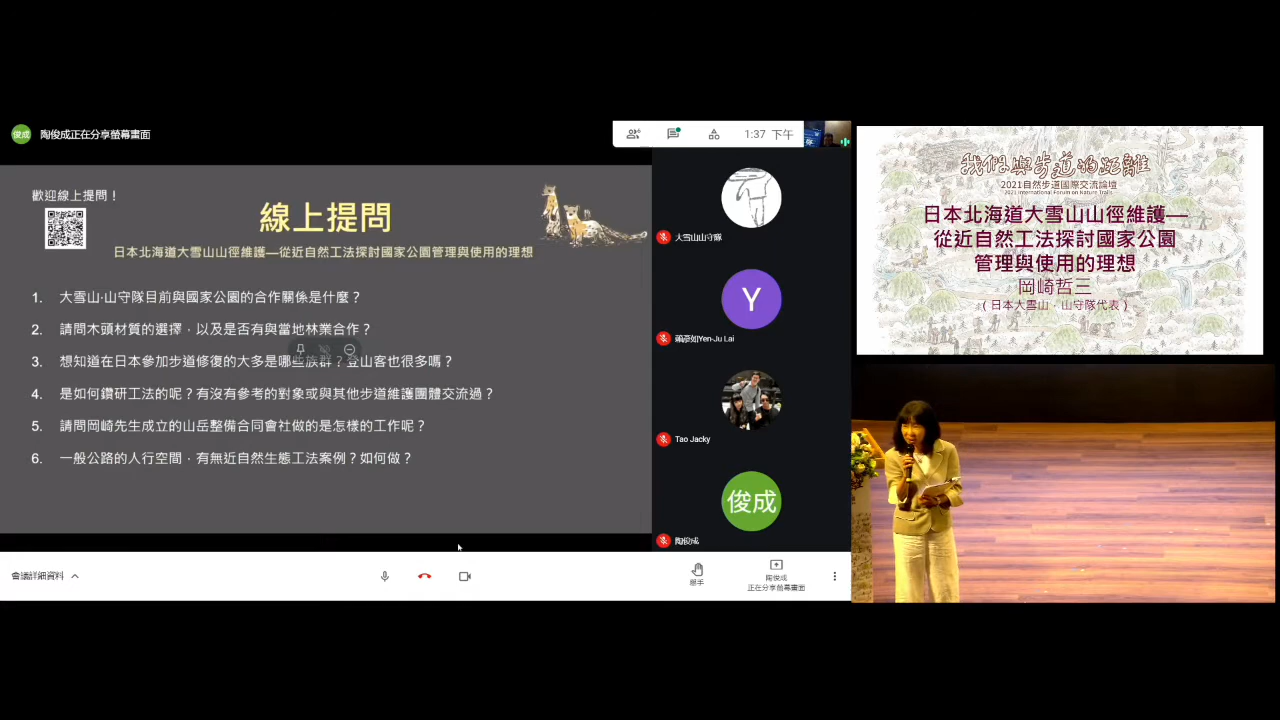 俊成 陶俊成正在分享螢幕畫面
1:37 下午
歡迎線上提問！
線上提問
日本北海道大雪山山徑維護—從近自然工法探討國家公園管理與使用的理想
1. 大雪山·山守隊目前與國家公園的合作關係是什麼？
2. 請問木頭材質的選擇，以及是否有與當地林業合作？
3. 想知道在日本參加步道修復的大多是哪些族群？登山客也很多嗎？
4. 是如何鑽研工法的呢？有沒有參考的對象或與其他步道維護團體交流過？
5. 請問岡崎先生成立的山岳整備合同會社做的是怎樣的工作呢？
6. 一般公路的人行空間，有無近自然生態工法案例？如何做？
大雪山山守隊
Y
賴彥如Yen-Ju Lai
Tao Jacky
俊成
陶俊成
會議詳細資料
舉手
陶俊成
正在分享螢幕畫面
我們與步道的距離
2021自然步道國際交流論壇
2021 International Forum on Nature Trails
日本北海道大雪山山徑維護—
從近自然工法探討國家公園
管理與使用的理想
岡崎哲三
（日本大雪山．山守隊代表）